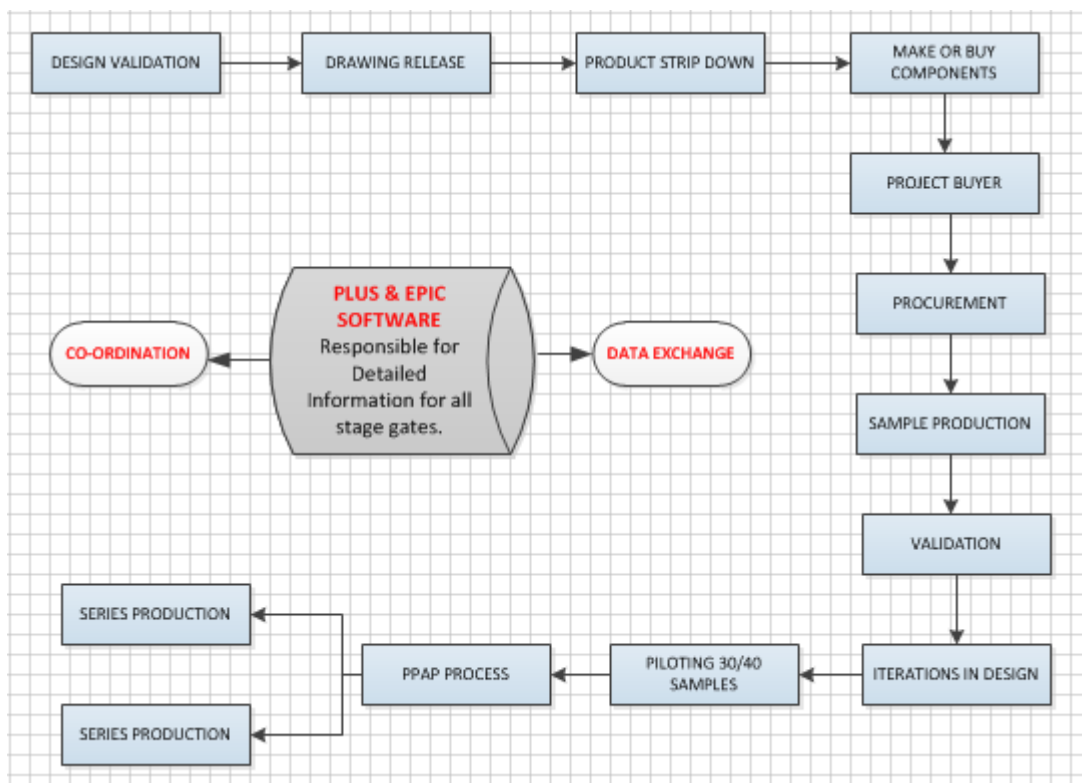 DESIGN VALIDATION
DRAWING RELEASE
PRODUCT STRIP DOWN
MAKE OR BUY
COMPONENTS
PROJECT BUYER
PROCUREMENT
SAMPLE PRODUCTION
VALIDATION
ITERATIONS IN DESIGN
PILOTING 30/40
SAMPLES
PPAP PROCESS
SERIES PRODUCTION
SERIES PRODUCTION
PLUS & EPIC
SOFTWARE
Responsible for
Detailed
Information for all
stage gates.
CO-ORDINATION
DATA EXCHANGE